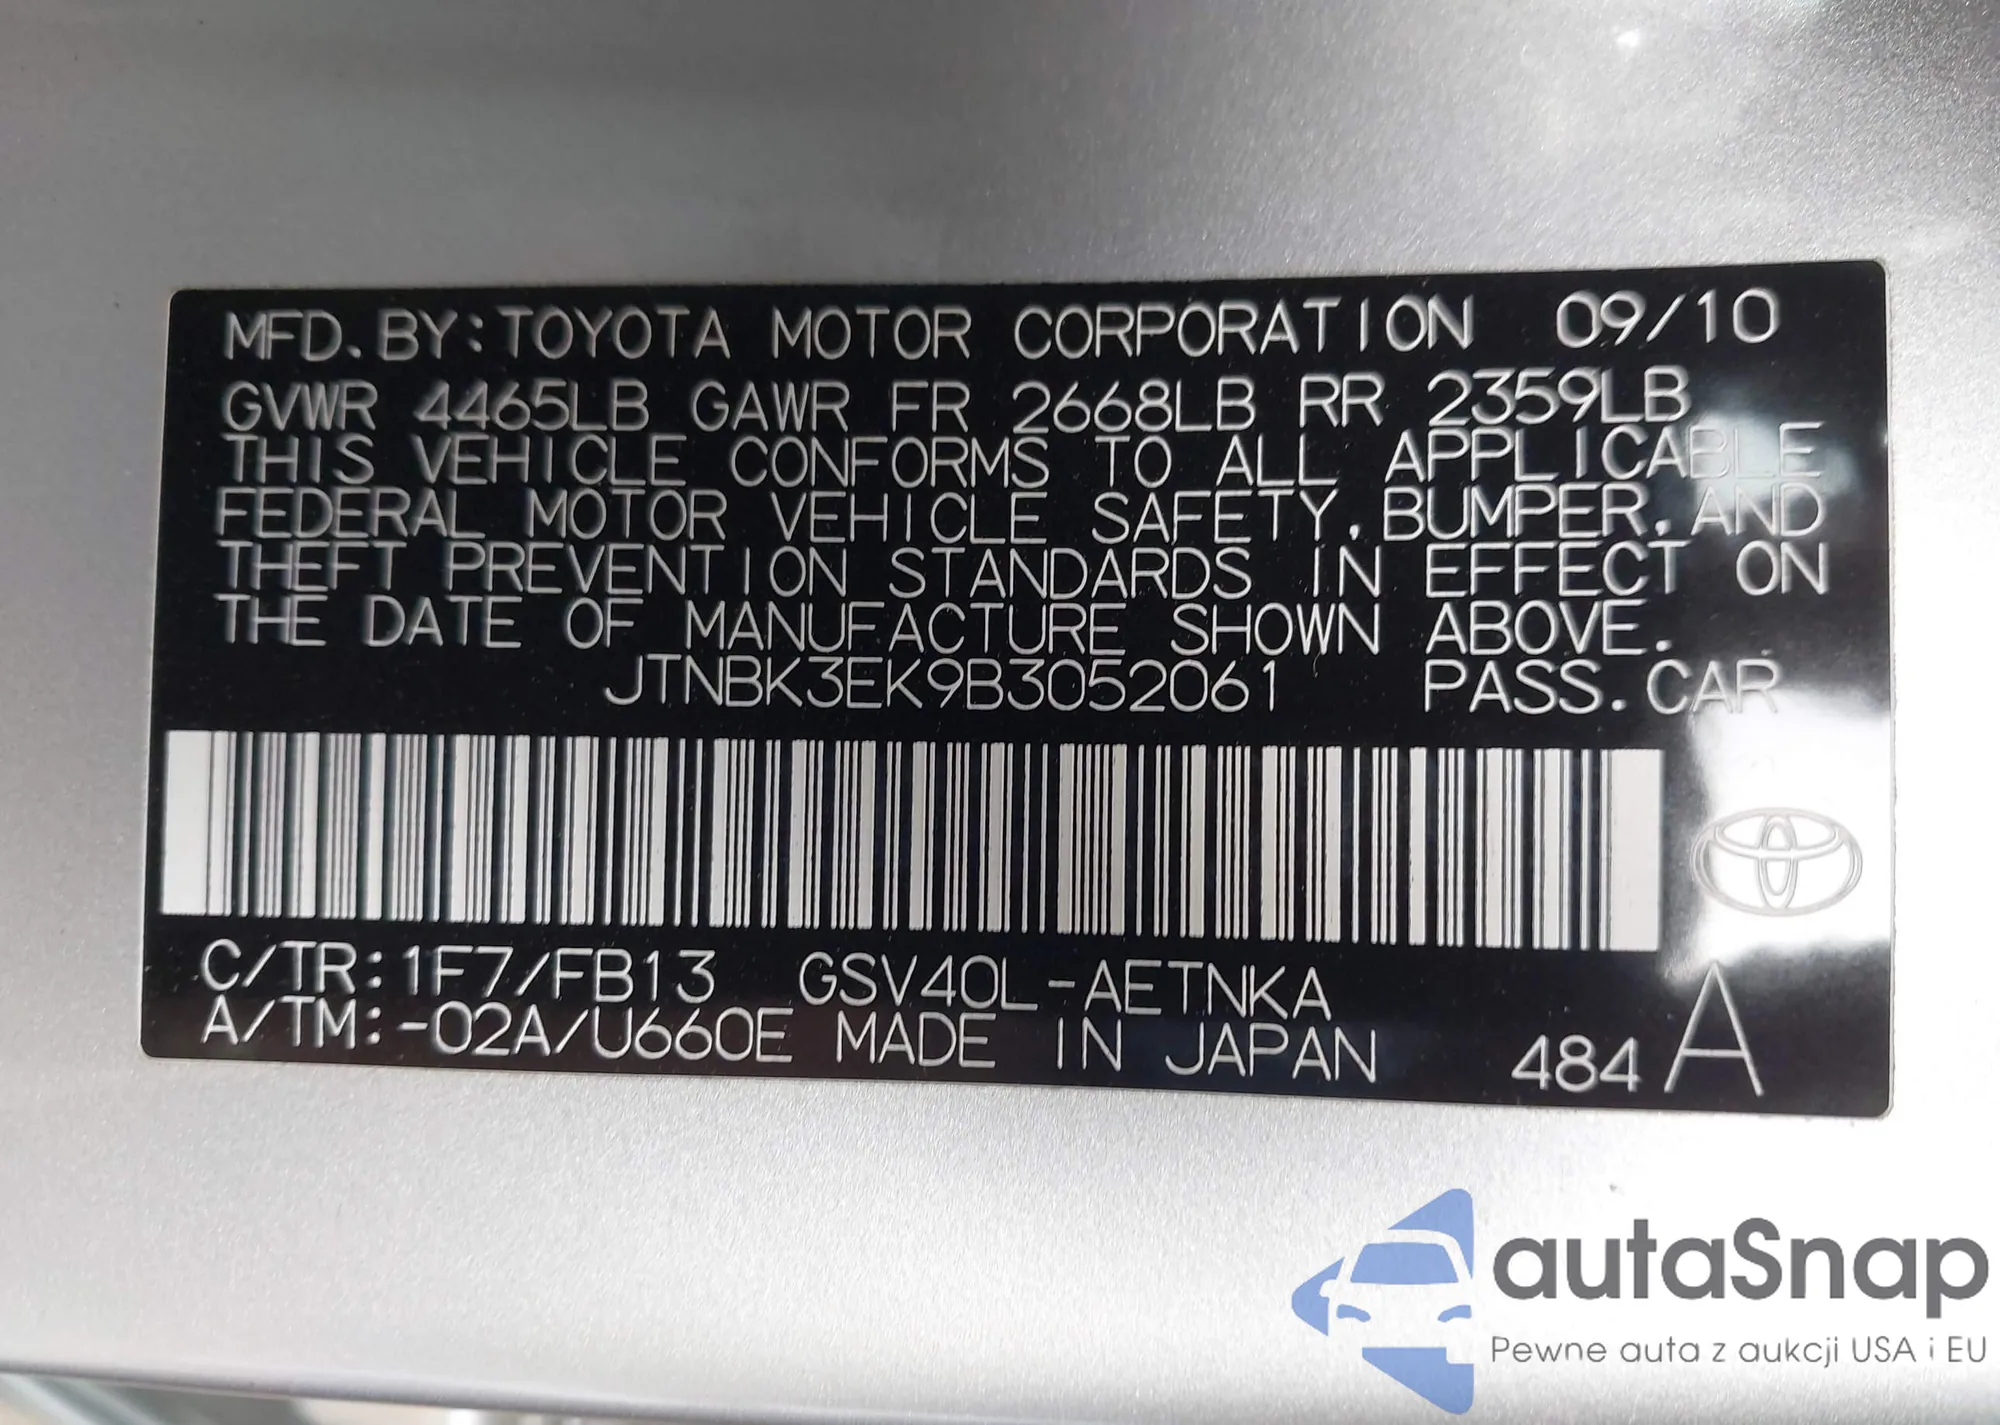 MFD. BY: TOYOTA MOTOR CORPORATION 09/10
GVWR 4465LB GAWR FR 2668LB RR 2359LB
THIS VEHICLE CONFORMS TO ALL APPLICABLE
FEDERAL MOTOR VEHICLE SAFETY, BUMPER, AND
THEFT PREVENTION STANDARDS IN EFFECT ON
THE DATE OF MANUFACTURE SHOWN ABOVE.
JTNBK3EK9B3052061 PASS. CAR
C/TR: 1F7/FB13 GSV40L-AETNKA
A/TM: -02A/U660E MADE IN JAPAN 484 A
autaSnap
Pewne auta z aukcji USA i EU